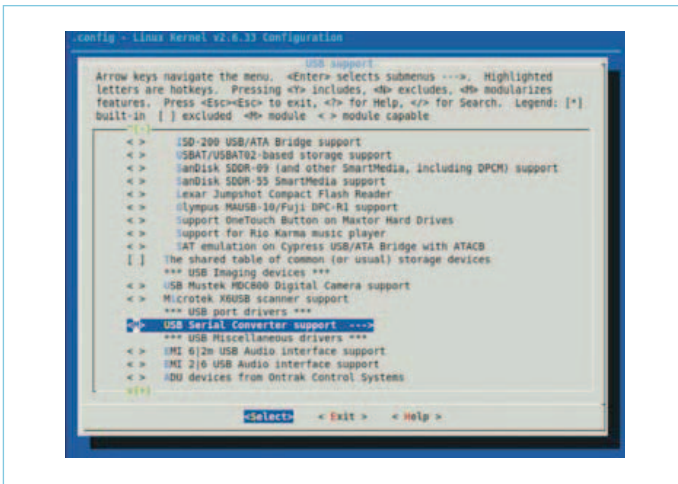 .config - Linux Kernel v2.6.33 Configuration
USB support
Arrow keys navigate the menu. <Enter> selects submenus --->. Highlighted
letters are hotkeys. Pressing <Y> includes, <N> excludes, <M> modularizes
features. Press <Esc><Esc> to exit, <?> for Help, </> for Search. Legend: [*]
built-in [ ] excluded <M> module < > module capable
^(-)
< > ISD-200 USB/ATA Bridge support
< > USBAT/USBAT02-based storage support
< > SanDisk SDDR-09 (and other SmartMedia, including DPCM) support
< > SanDisk SDDR-55 SmartMedia support
< > Lexar Jumpshot Compact Flash Reader
< > Olympus MAUSB-10/Fuji DPC-R1 support
< > Support OneTouch Button on Maxtor Hard Drives
< > Support for Rio Karma music player
< > SAT emulation on Cypress USB/ATA Bridge with ATACB
[ ] The shared table of common (or usual) storage devices
*** USB Imaging devices ***
< > USB Mustek MDC800 Digital Camera support
< > Microtek X6USB scanner support
*** USB port drivers ***
<M> USB Serial Converter support --->
*** USB Miscellaneous drivers ***
< > EMI 6|2m USB Audio interface support
< > EMI 2|6 USB Audio interface support
< > ADU devices from Ontrak Control Systems
v(+)
<Select> < Exit > < Help >